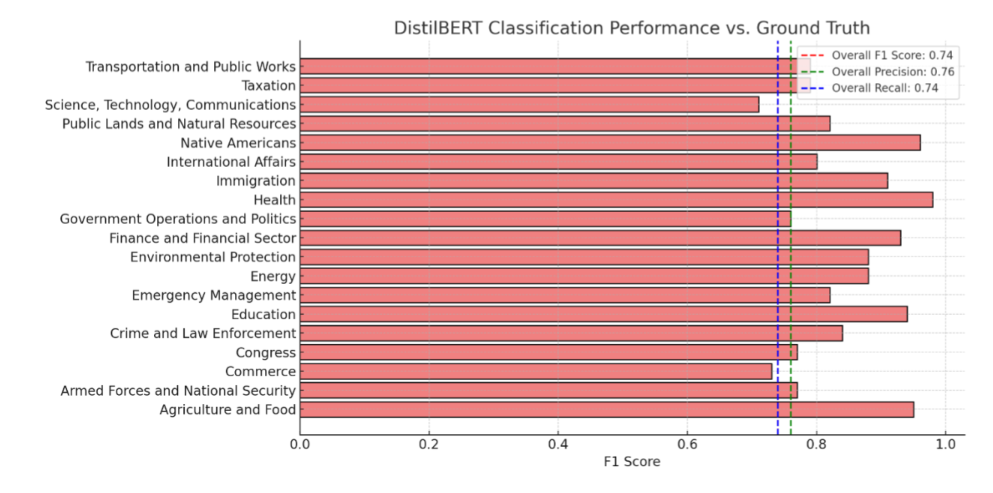 DistilBERT Classification Performance vs. Ground Truth
Overall F1 Score: 0.74
Overall Precision: 0.76
Overall Recall: 0.74
Transportation and Public Works
Taxation
Science, Technology, Communications
Public Lands and Natural Resources
Native Americans
International Affairs
Immigration
Health
Government Operations and Politics
Finance and Financial Sector
Environmental Protection
Energy
Emergency Management
Education
Crime and Law Enforcement
Congress
Commerce
Armed Forces and National Security
Agriculture and Food
0.0 0.2 0.4 0.6 0.8 1.0
F1 Score